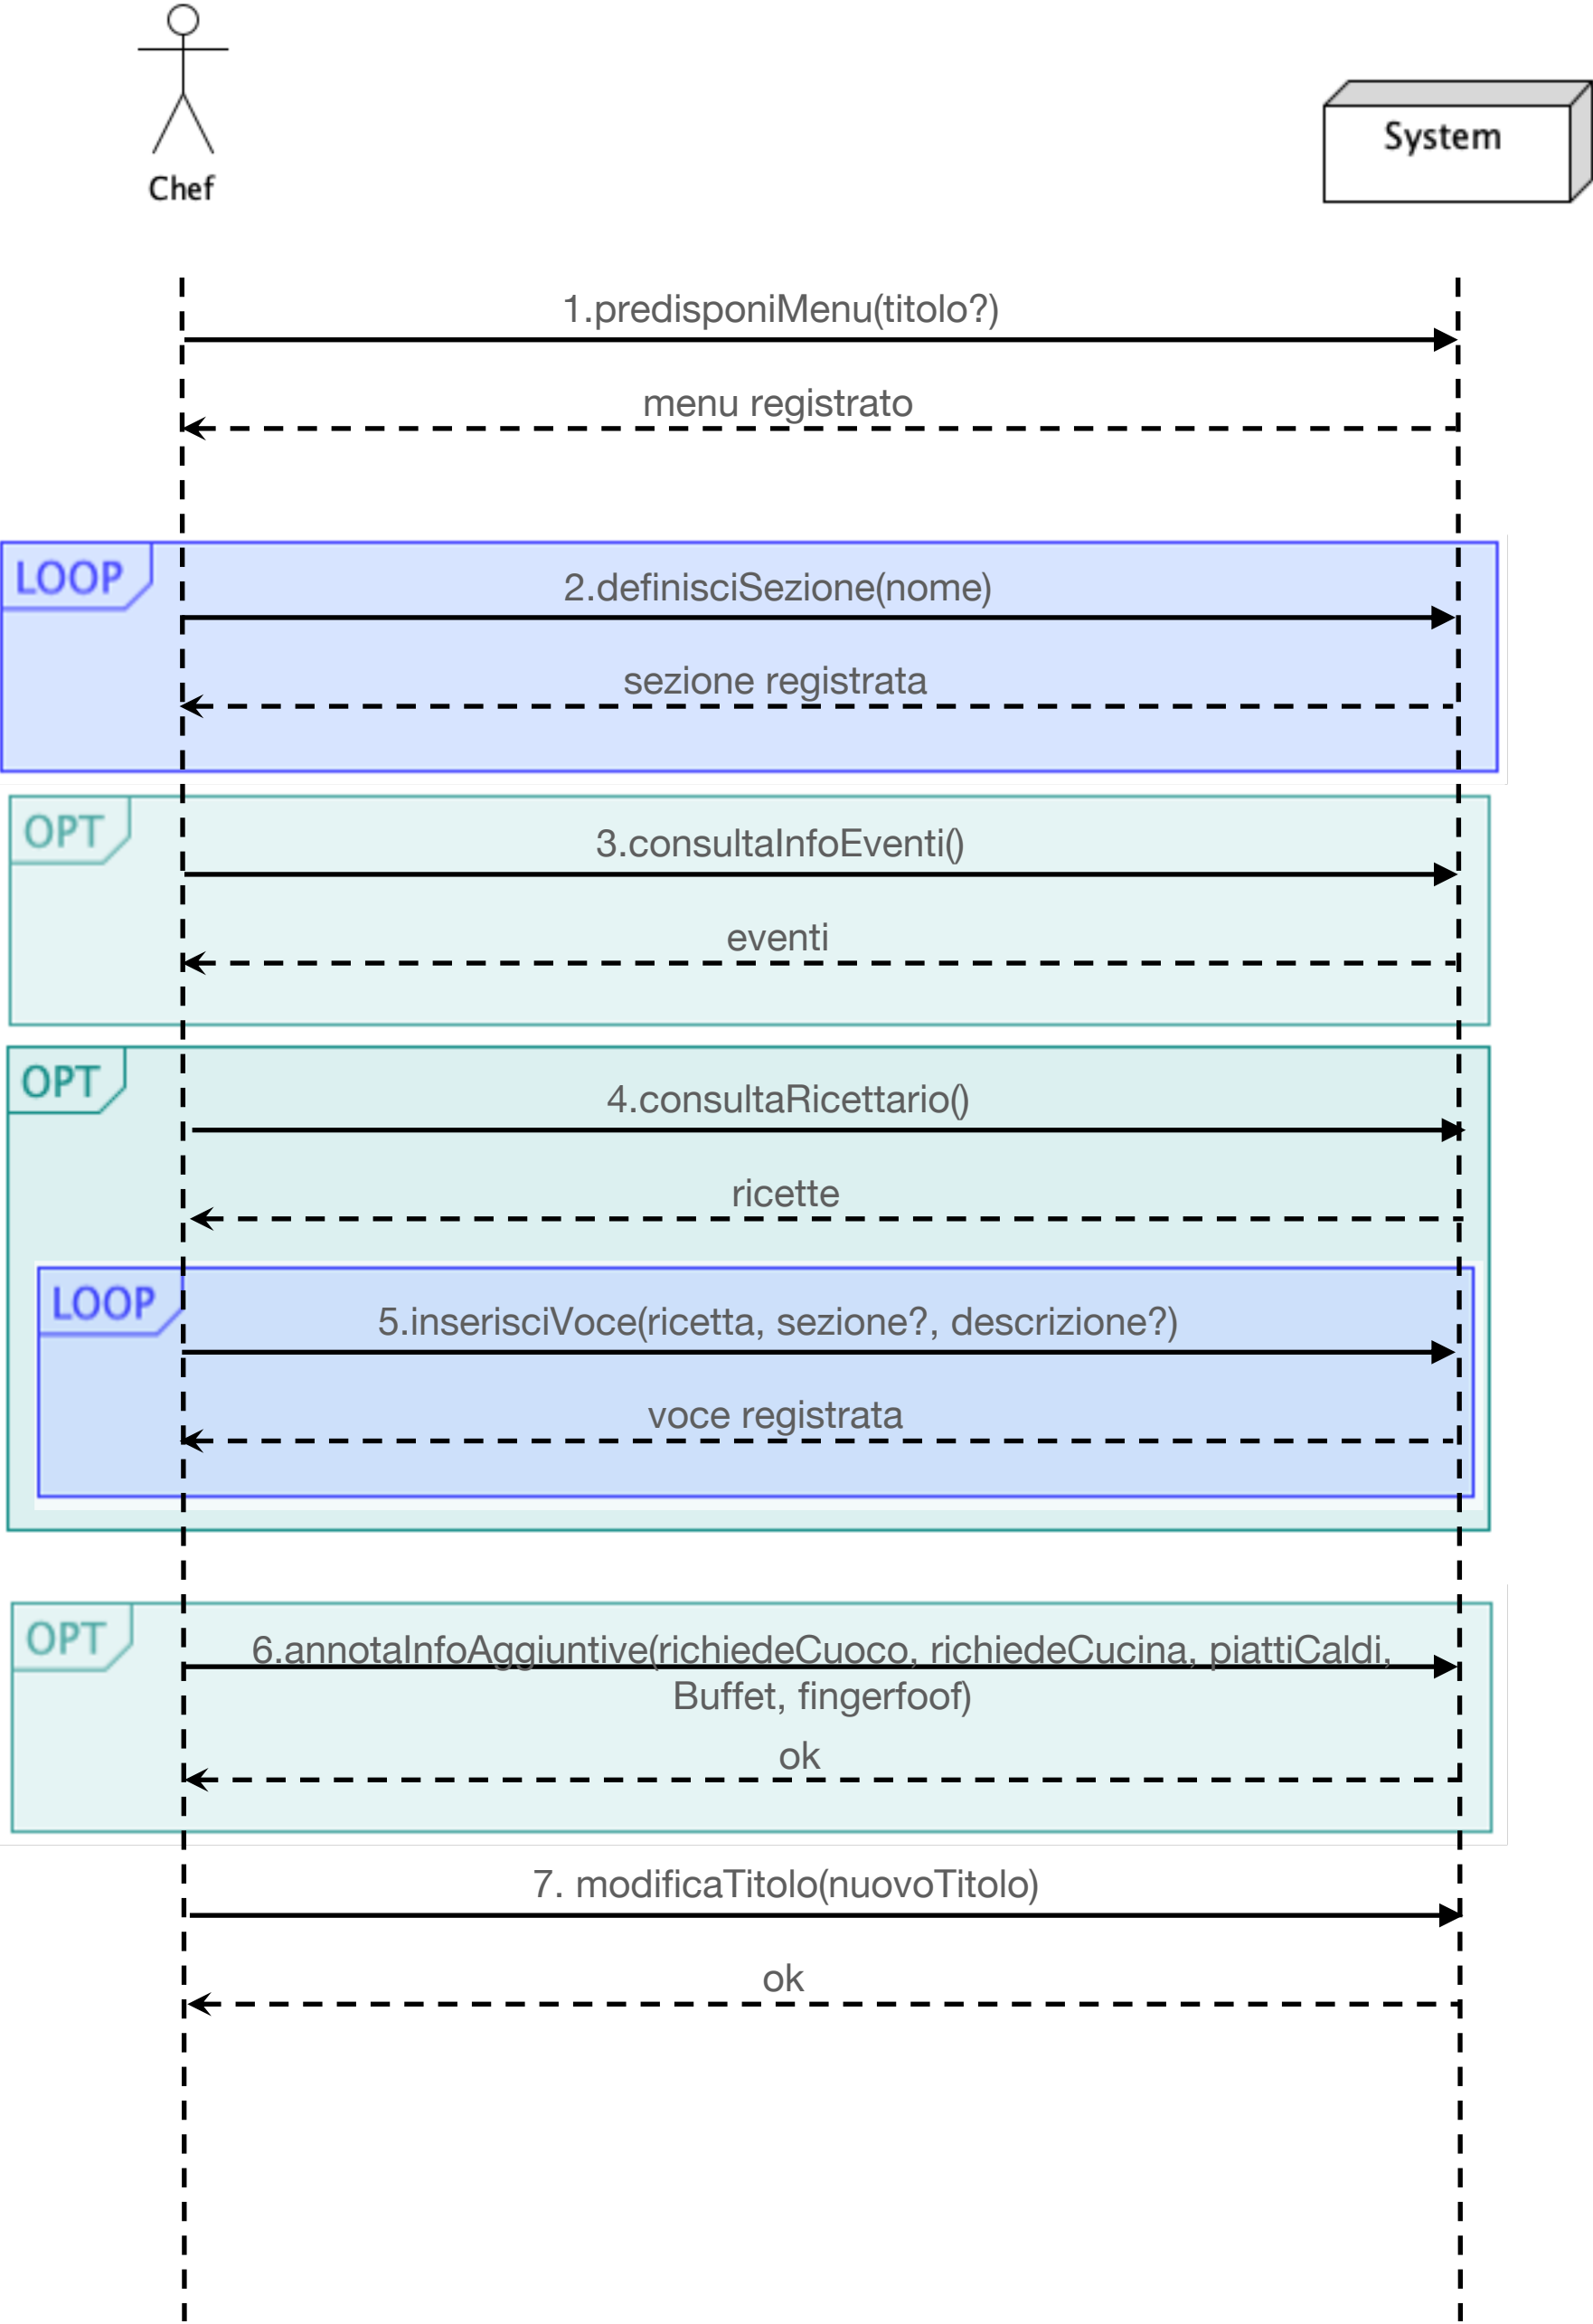 Chef
System
1.predisponiMenu(titolo?)
menu registrato
LOOP
2.definisciSezione(nome)
sezione registrata
OPT
3.consultaInfoEventi()
eventi
OPT
4.consultaRicettario()
ricette
LOOP
5.inserisciVoce(ricetta, sezione?, descrizione?)
voce registrata
OPT
6.annotaInfoAggiuntive(richiedeCuoco, richiedeCucina, piattiCaldi,
Buffet, fingerfoof)
ok
7. modificaTitolo(nuovoTitolo)
ok